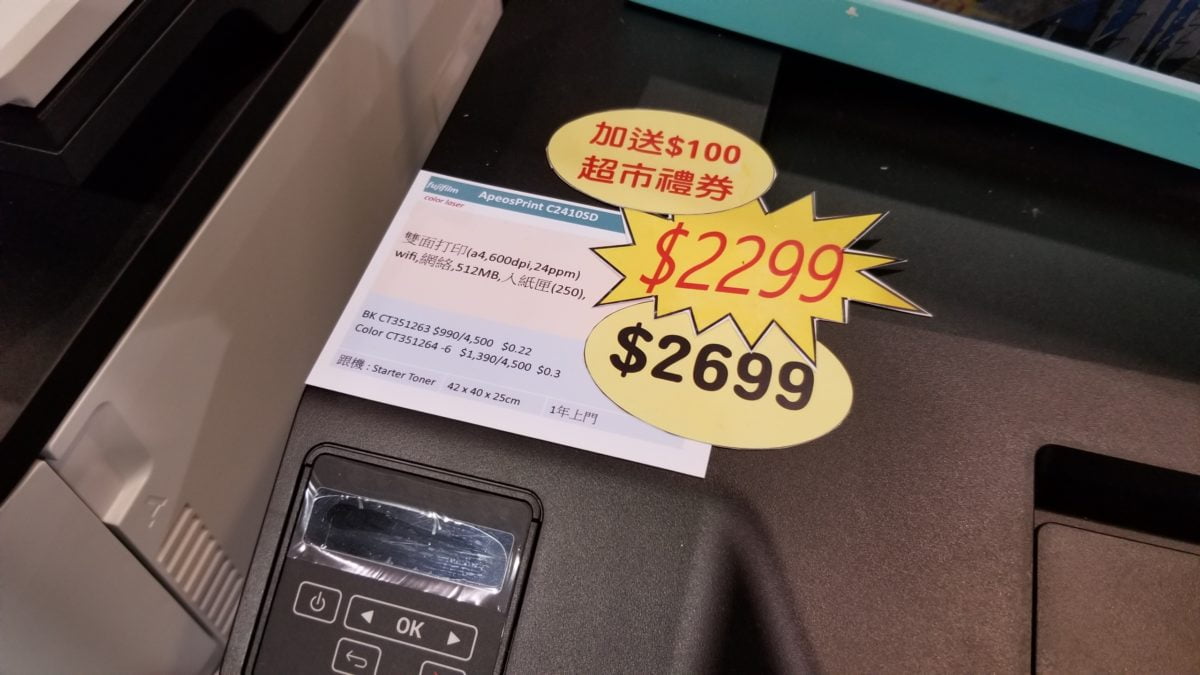 加送$100
超市禮券
$2299
$2699
fujifilm ApeosPrint C2410SD
color laser
雙面打印(a4,600dpi,24ppm)
wifi,網絡,512MB,入紙匣(250),
BK CT351263 $990/4,500 $0.22
Color CT351264 -6 $1,390/4,500 $0.3
跟機 : Starter Toner 42 x 40 x 25cm 1年上門
OK